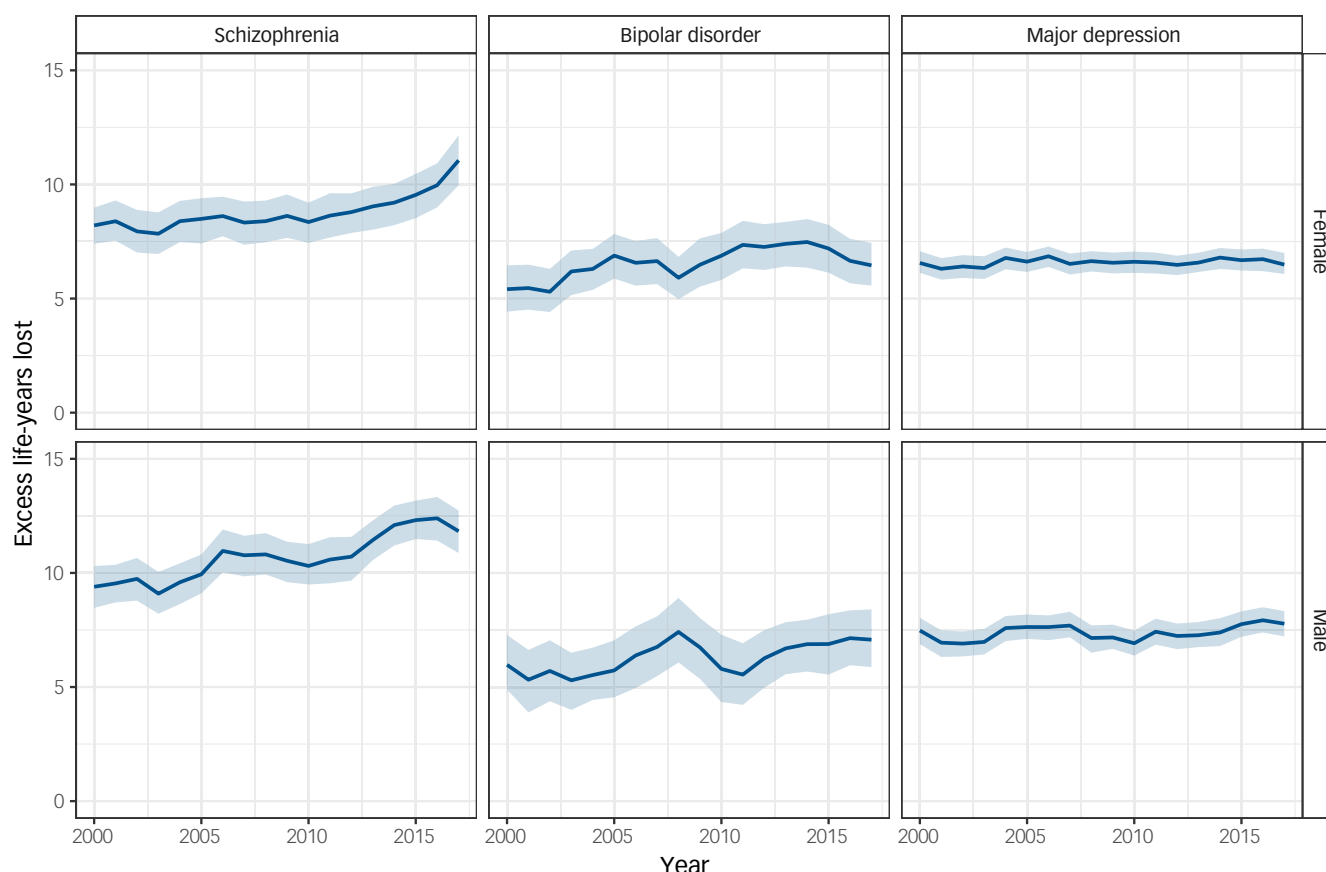 Schizophrenia Bipolar disorder Major depression
15
10
5
0
Female
Excess life-years lost
15
10
5
0
Male
2000 2005 2010 2015 2000 2005 2010 2015 2000 2005 2010 2015
Year